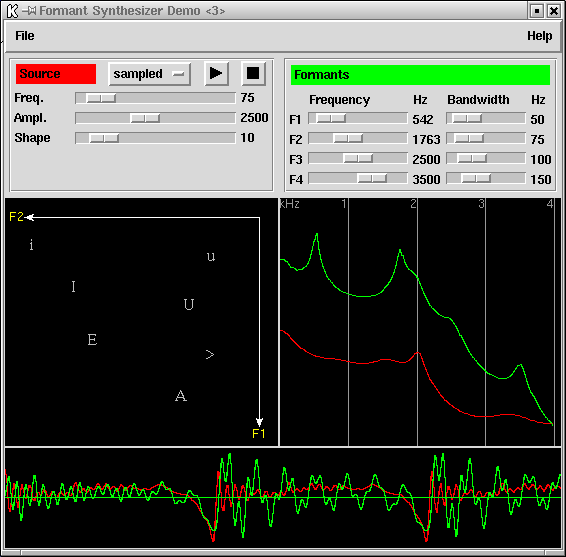 Formant Synthesizer Demo <3>
File Help
Source sampled
Freq. 75
Ampl. 2500
Shape 10
Formants
Frequency Hz Bandwidth Hz
F1 542 50
F2 1763 75
F3 2500 100
F4 3500 150
F2
i
u
I
U
E
>
A
F1
kHz 1 2 3 4